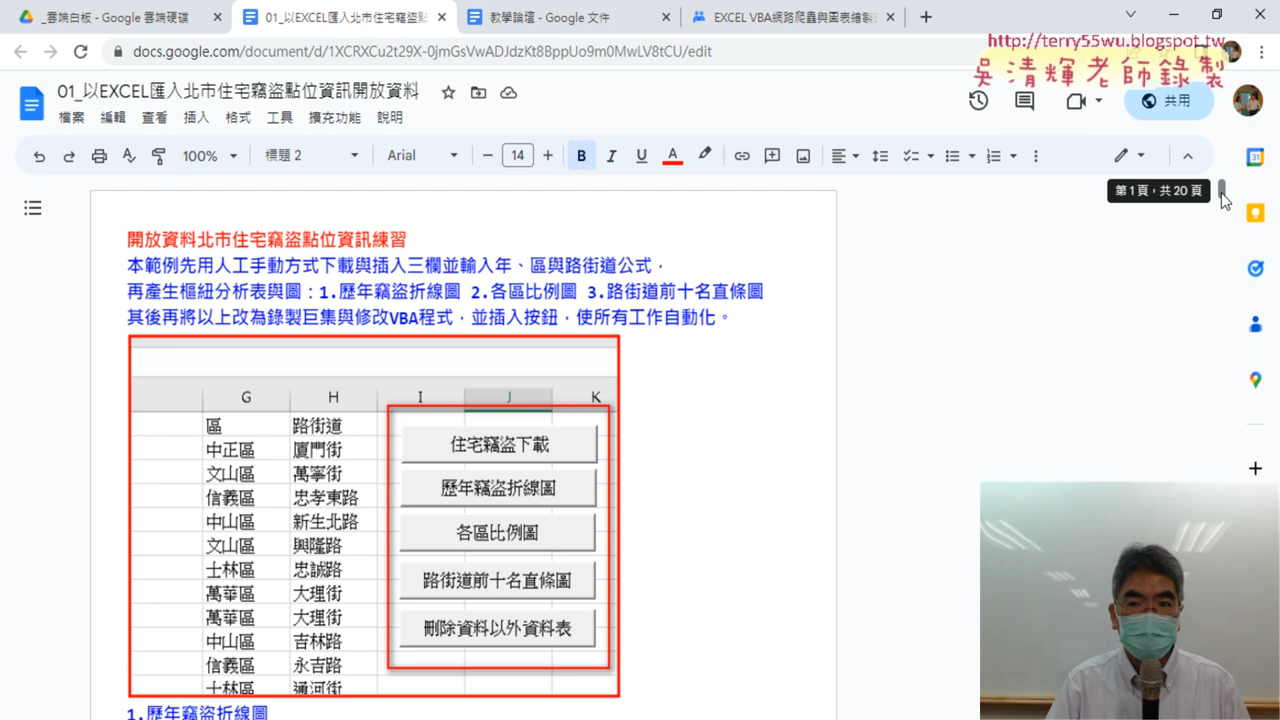 _雲端白板 - Google 雲端硬碟
01_以EXCEL匯入北市住宅竊盜點
教學論壇 - Google 文件
EXCEL VBA網路爬蟲與圖表繪製
docs.google.com/document/d/1XCRXCu2t29X-0jmGsVwADJdzKt8BppUo9m0MwLV8tCU/edit
http://terry55wu.blogspot.tw
吳清輝老師錄製
01_以EXCEL匯入北市住宅竊盜點位資訊開放資料
檔案 編輯 查看 插入 格式 工具 擴充功能 說明
共用
100% 標題 2 Arial 14 B I U A
第 1 頁，共 20 頁
31
開放資料北市住宅竊盜點位資訊練習
本範例先用人工手動方式下載與插入三欄並輸入年、區與路街道公式，
再產生樞紐分析表與圖：1.歷年竊盜折線圖 2.各區比例圖 3.路街道前十名直條圖
其後再將以上改為錄製巨集與修改VBA程式，並插入按鈕，使所有工作自動化。
G H I J K
區 路街道
中正區 廈門街
文山區 萬寧街
信義區 忠孝東路
中山區 新生北路
文山區 興隆路
士林區 忠誠路
萬華區 大理街
萬華區 大理街
中山區 吉林路
信義區 永吉路
士林區 通河街
住宅竊盜下載
歷年竊盜折線圖
各區比例圖
路街道前十名直條圖
刪除資料以外資料表
1.歷年竊盜折線圖